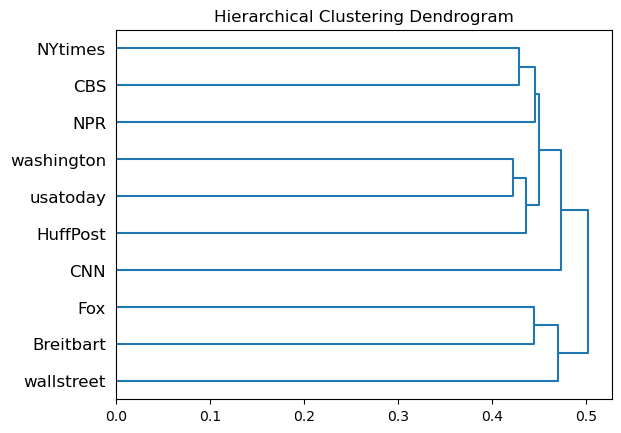 Hierarchical Clustering Dendrogram
NYtimes
CBS
NPR
washington
usatoday
HuffPost
CNN
Fox
Breitbart
wallstreet
0.0 0.1 0.2 0.3 0.4 0.5